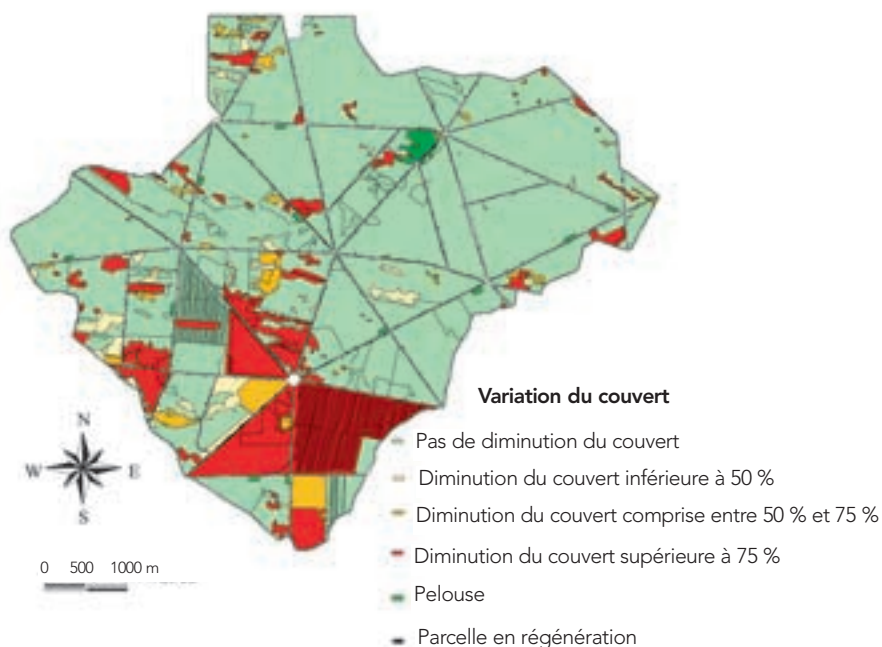 Variation du couvert
Pas de diminution du couvert
Diminution du couvert inférieure à 50 %
Diminution du couvert comprise entre 50 % et 75 %
Diminution du couvert supérieure à 75 %
Pelouse
Parcelle en régénération
N
W E
S
0 500 1000 m